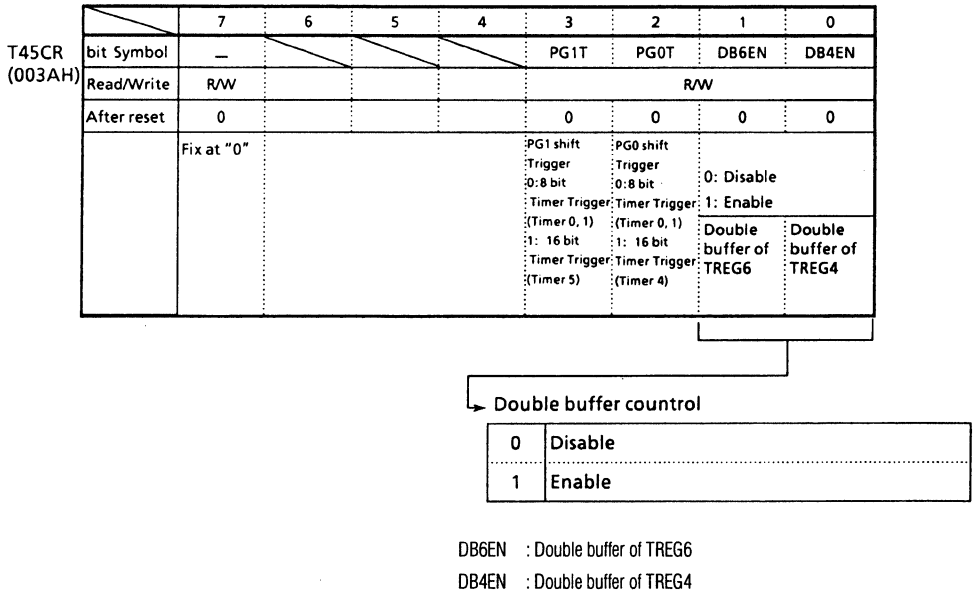 7 6 5 4 3 2 1 0
T45CR
(003AH)
bit Symbol — PG1T PG0T DB6EN DB4EN
Read/Write R/W R/W
After reset 0 0 0 0 0
Fix at "0"
PG1 shift
Trigger
0:8 bit
Timer Trigger
(Timer 0, 1)
1: 16 bit
Timer Trigger
(Timer 5)
PG0 shift
Trigger
0:8 bit
Timer Trigger
(Timer 0, 1)
1: 16 bit
Timer Trigger
(Timer 4)
0: Disable
1: Enable
Double
buffer of
TREG6
Double
buffer of
TREG4
Double buffer countrol
0 Disable
1 Enable
DB6EN : Double buffer of TREG6
DB4EN : Double buffer of TREG4